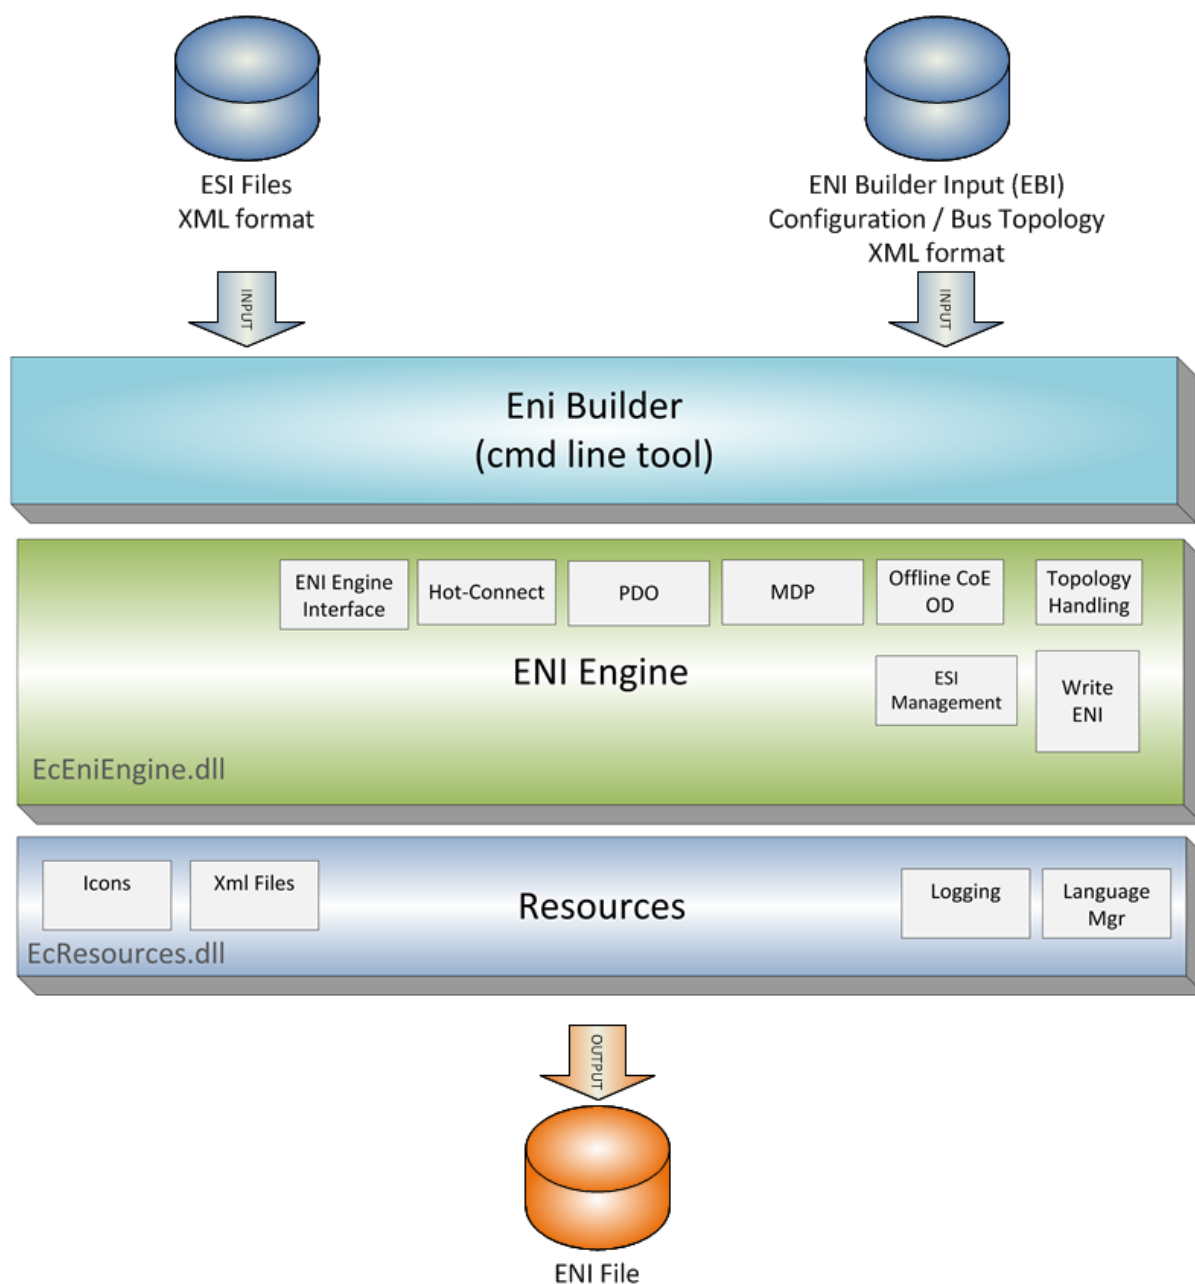 ESI Files
XML format
ENI Builder Input (EBI)
Configuration / Bus Topology
XML format
INPUT
INPUT
Eni Builder
(cmd line tool)
ENI Engine
Interface
Hot-Connect
PDO
MDP
Offline CoE
OD
Topology
Handling
ENI Engine
ESI
Management
Write
ENI
EcEniEngine.dll
Icons
Xml Files
Resources
Logging
Language
Mgr
EcResources.dll
OUTPUT
ENI File